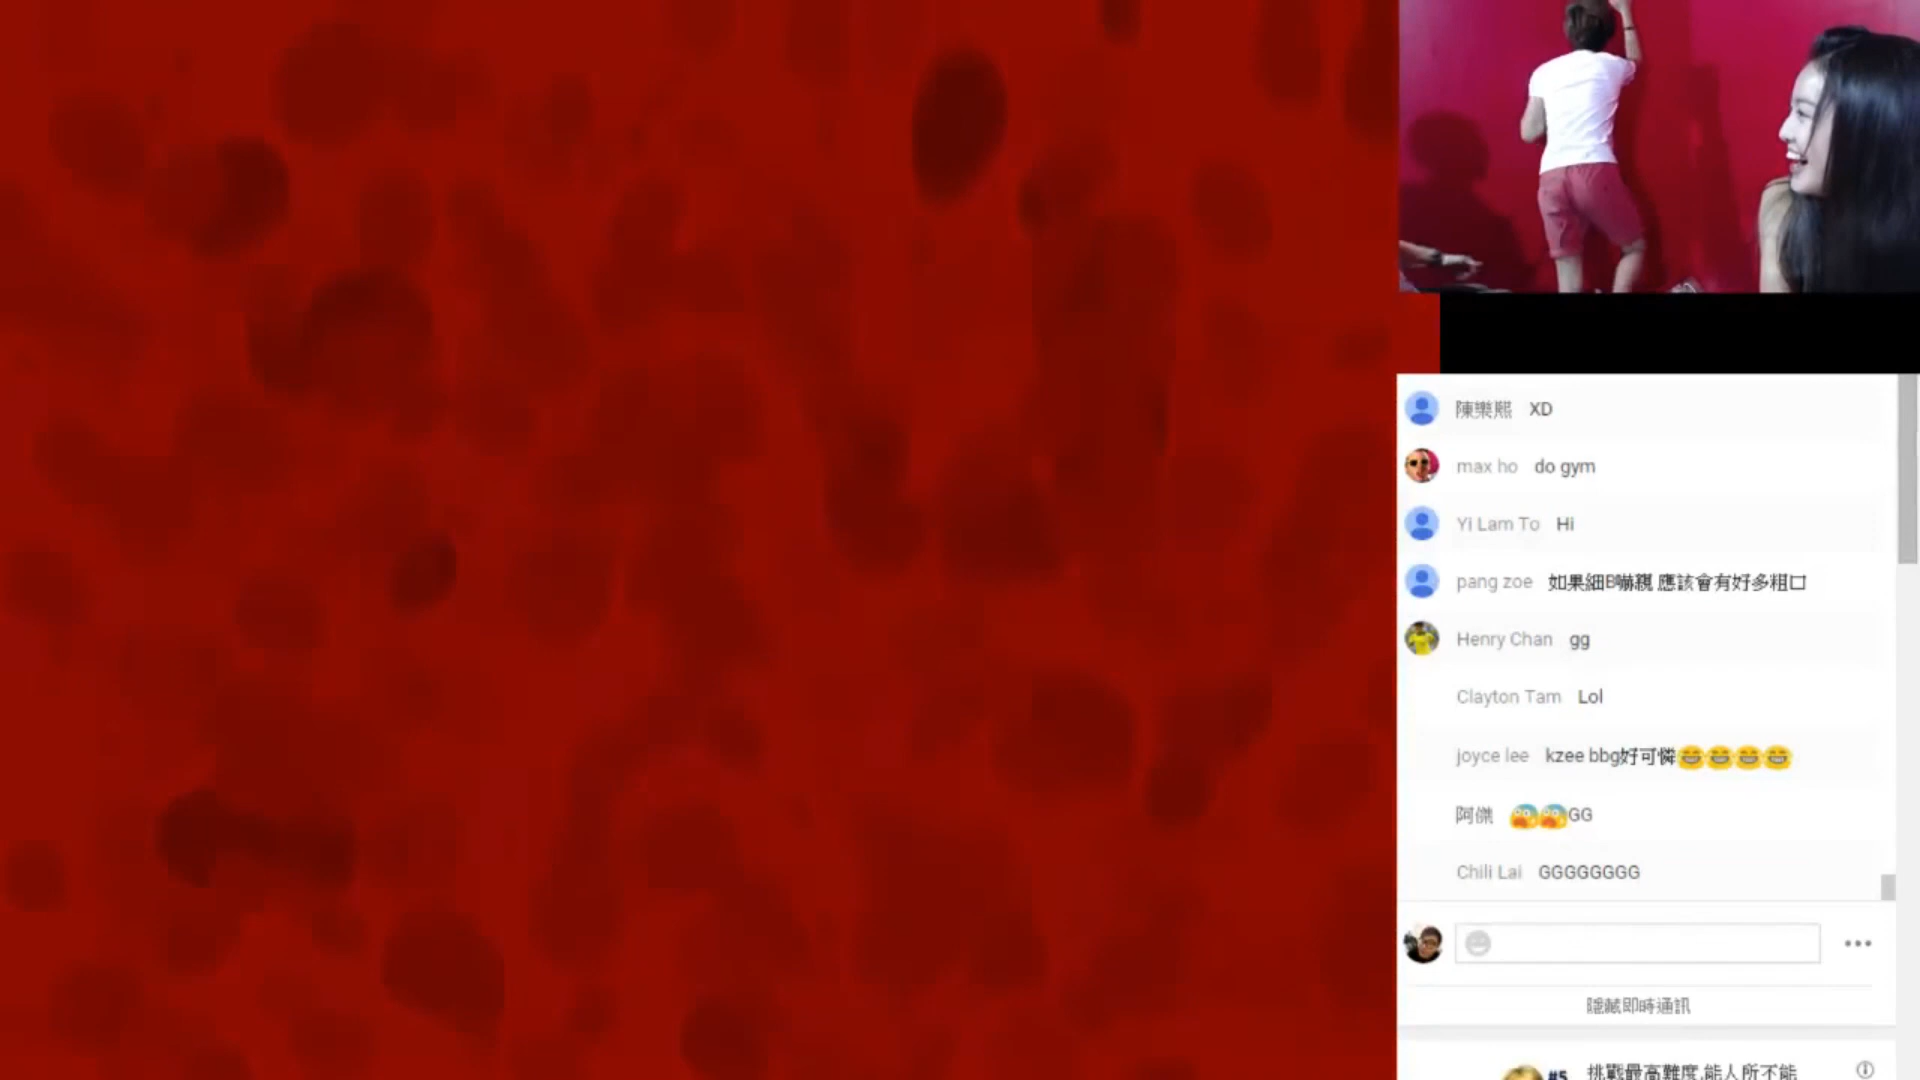 陳樂熙 XD
max ho do gym
Yi Lam To Hi
pang zoe 如果細B嚇親 應該會有好多粗口
Henry Chan gg
Clayton Tam Lol
joyce lee kzee bbg好可憐😂😂😂😂
阿傑 😱😱GG
Chili Lai GGGGGGGG
隱藏即時通訊
#5 挑戰最高難度,能人所不能